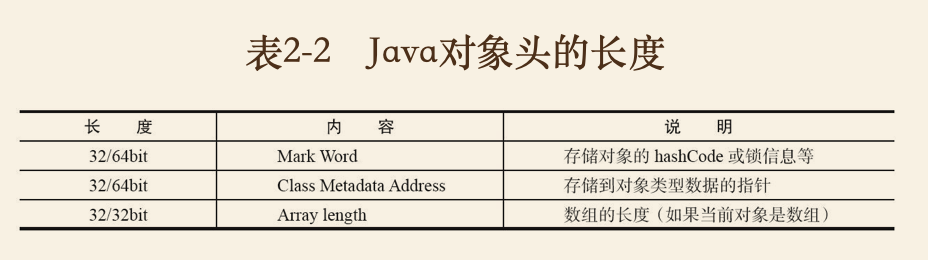 表2-2 Java对象头的长度
长 度 内 容 说 明
32/64bit Mark Word 存储对象的 hashCode 或锁信息等
32/64bit Class Metadata Address 存储到对象类型数据的指针
32/32bit Array length 数组的长度（如果当前对象是数组）